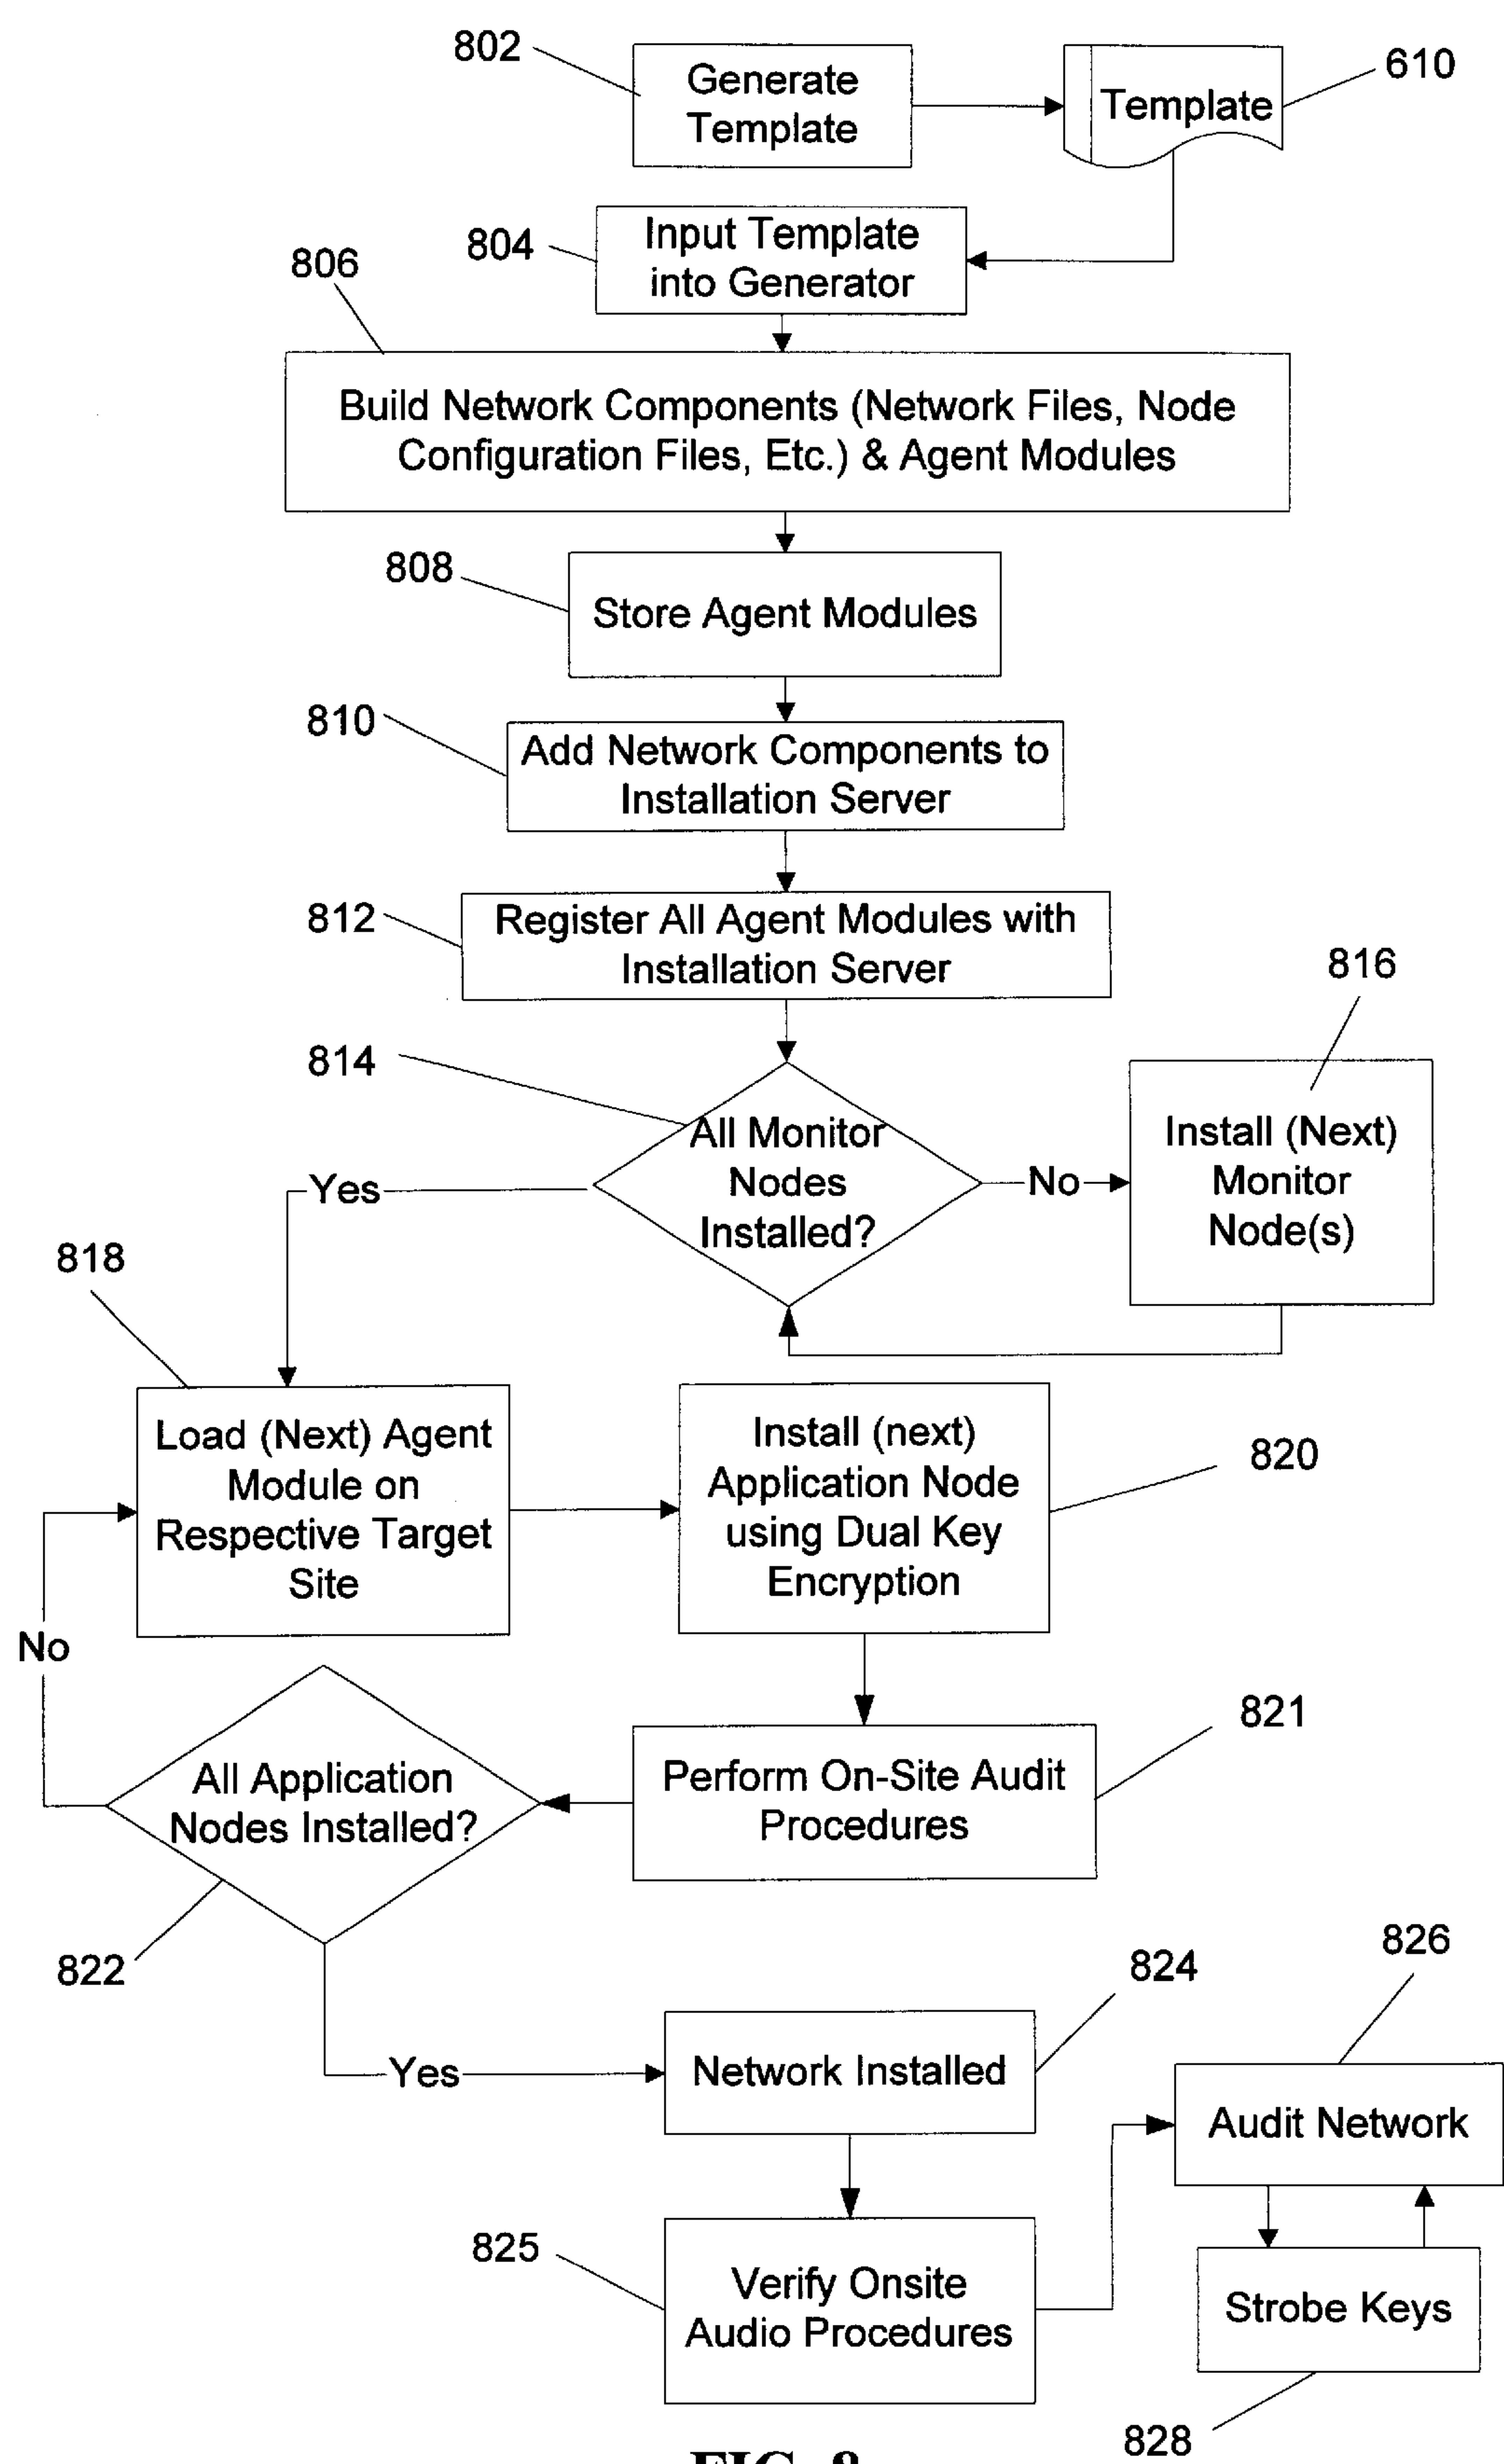 802
Generate
Template
Template
610
804
Input Template
into Generator
806
Build Network Components (Network Files, Node
Configuration Files, Etc.) & Agent Modules
808
Store Agent Modules
810
Add Network Components to
Installation Server
812
Register All Agent Modules with
Installation Server
814
All Monitor
Nodes
Installed?
Yes
No
816
Install (Next)
Monitor
Node(s)
818
Load (Next) Agent
Module on
Respective Target
Site
Install (next)
Application Node
using Dual Key
Encryption
820
No
All Application
Nodes Installed?
Perform On-Site Audit
Procedures
821
822
Yes
Network Installed
824
826
Audit Network
825
Verify Onsite
Audio Procedures
Strobe Keys
828
FIG. 8